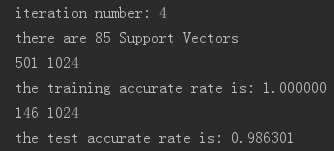 iteration number: 4
there are 85 Support Vectors
501 1024
the training accurate rate is: 1.000000
146 1024
the test accurate rate is: 0.986301